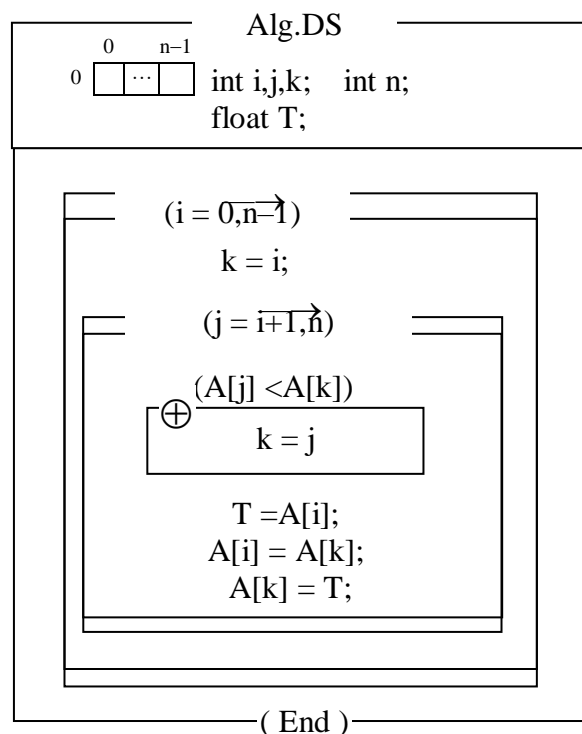 Alg.DS
0 n–1
0 ... int i,j,k; int n;
float T;
(i = 0,n–1)
k = i;
(j = i+1,n)
(A[j] <A[k])
k = j
T =A[i];
A[i] = A[k];
A[k] = T;
( End )